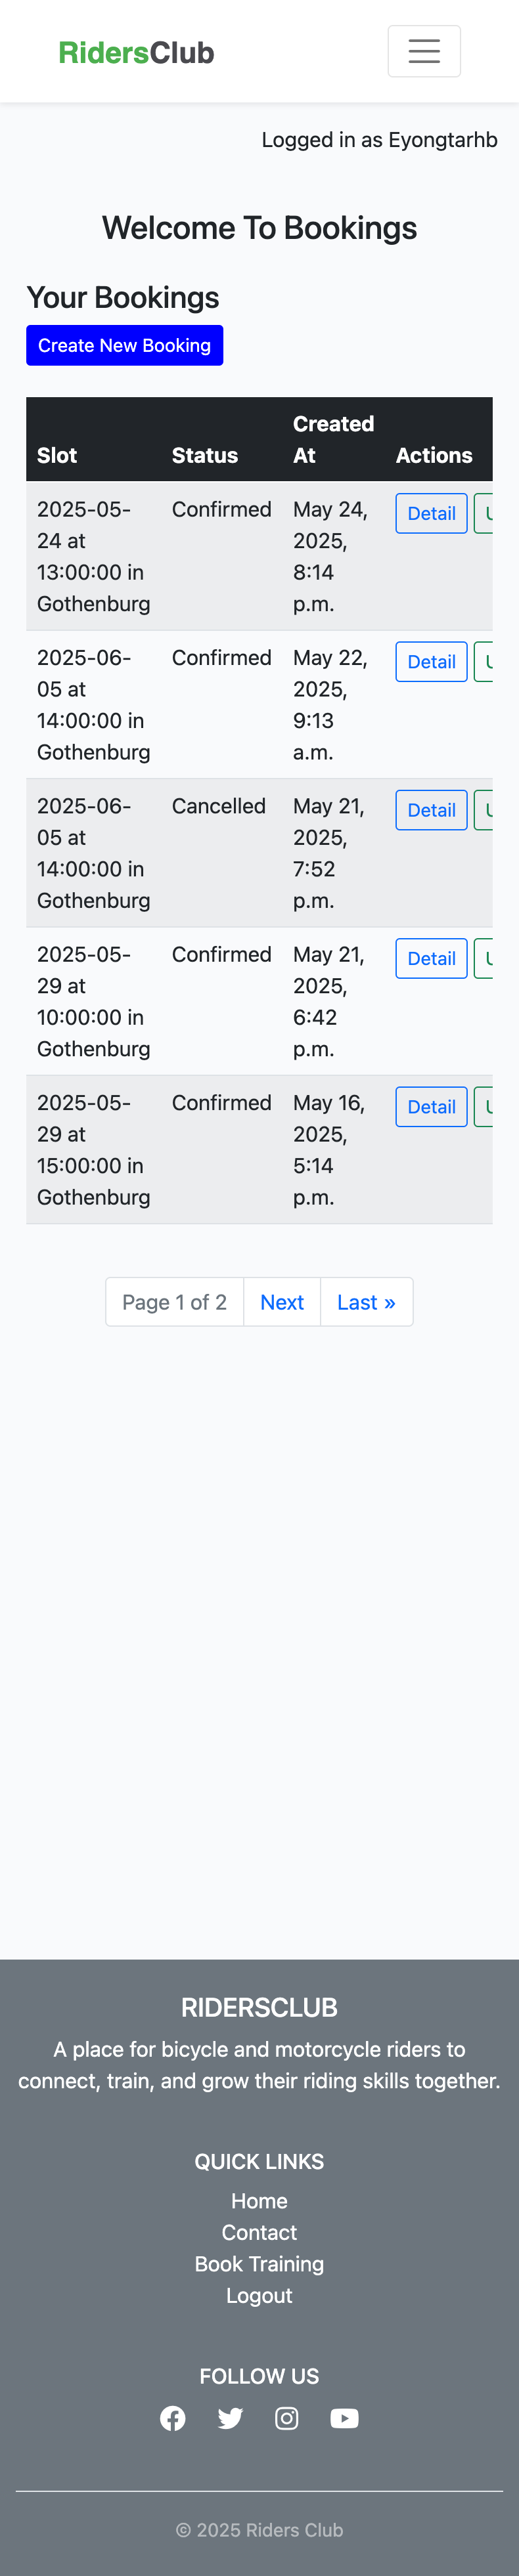 RidersClub
Logged in as Eyongtarhb
Welcome To Bookings
Your Bookings
Create New Booking
Slot Status Created At Actions
2025-05-
24 at
13:00:00 in
Gothenburg
Confirmed
May 24,
2025,
8:14
p.m.
Detail
U
2025-06-
05 at
14:00:00 in
Gothenburg
Confirmed
May 22,
2025,
9:13
a.m.
Detail
U
2025-06-
05 at
14:00:00 in
Gothenburg
Cancelled
May 21,
2025,
7:52
p.m.
Detail
U
2025-05-
29 at
10:00:00 in
Gothenburg
Confirmed
May 21,
2025,
6:42
p.m.
Detail
U
2025-05-
29 at
15:00:00 in
Gothenburg
Confirmed
May 16,
2025,
5:14
p.m.
Detail
U
Page 1 of 2 Next Last »
RIDERSCLUB
A place for bicycle and motorcycle riders to
connect, train, and grow their riding skills together.
QUICK LINKS
Home
Contact
Book Training
Logout
FOLLOW US
© 2025 Riders Club